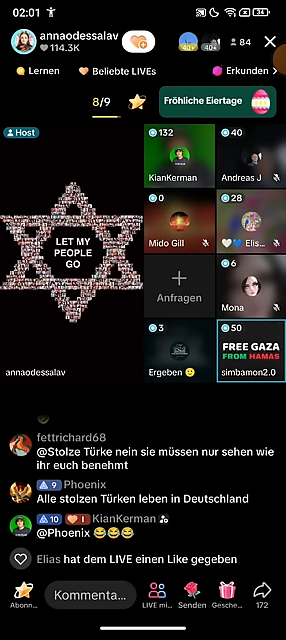 02:01
34
annaodessalav
114.3K
40+
40+
84
Lernen
Beliebte LIVEs
Erkunden
8/9
Fröhliche Eiertage
Host
LET MY
PEOPLE
GO
annaodessalav
132
KianKerman
40
Andreas J
0
Mido Gill
28
Elis...
Anfragen
6
Mona
3
Ergeben 🙂
50
FREE GAZA
FROM HAMAS
simbamon2.0
fettrichard68
@Stolze Türke nein sie müssen nur sehen wie
ihr euch benehmt
9 Phoenix
Alle stolzen Türken leben in Deutschland
10 I KianKerman
@Phoenix 😂😂😂
Elias hat dem LIVE einen Like gegeben
Abonn...
Kommenta...
LIVE mi...
Senden
Gesche...
172